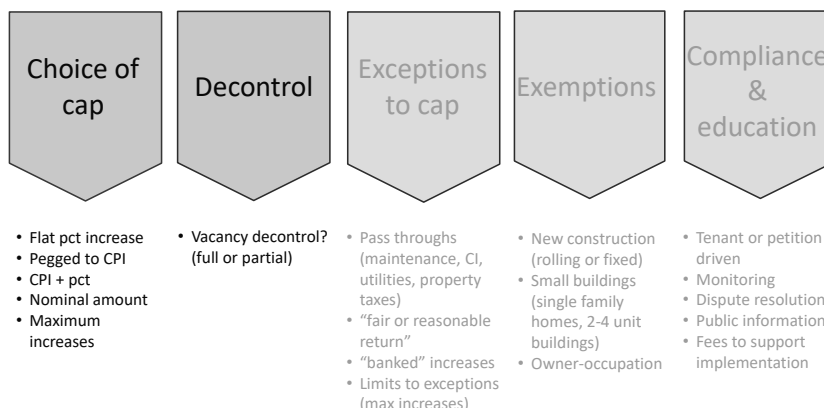 Choice of
cap
Decontrol
Exceptions
to cap
Exemptions
Compliance
&
education
• Flat pct increase
• Pegged to CPI
• CPI + pct
• Nominal amount
• Maximum
increases
• Vacancy decontrol?
(full or partial)
• Pass throughs
(maintenance, CI,
utilities, property
taxes)
• “fair or reasonable
return”
• “banked” increases
• Limits to exceptions
(max increases)
• New construction
(rolling or fixed)
• Small buildings
(single family
homes, 2-4 unit
buildings)
• Owner-occupation
• Tenant or petition
driven
• Monitoring
• Dispute resolution
• Public information
• Fees to support
implementation